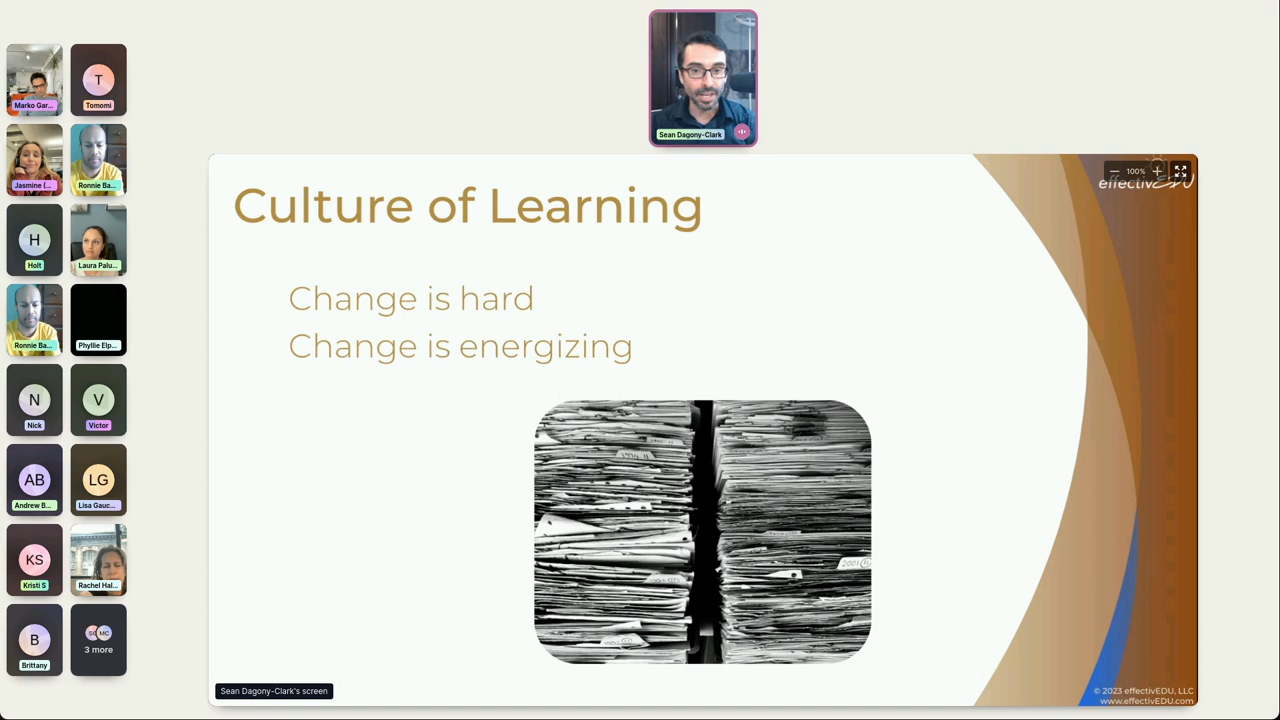 Sean Dagony-Clark
Marko Gar...
T
Tomomi
Jasmine (...
Ronnie Ba...
H
Holt
Laura Palu...
Ronnie Ba...
Phyllie Elp...
N
Nick
V
Victor
AB
Andrew B...
LG
Lisa Gauc...
KS
Kristi S
Rachel Hal...
B
Brittany
MC
3 more
100%
effectivEDU
Culture of Learning
Change is hard
Change is energizing
Sean Dagony-Clark's screen
© 2023 effectivEDU, LLC
www.effectivEDU.com